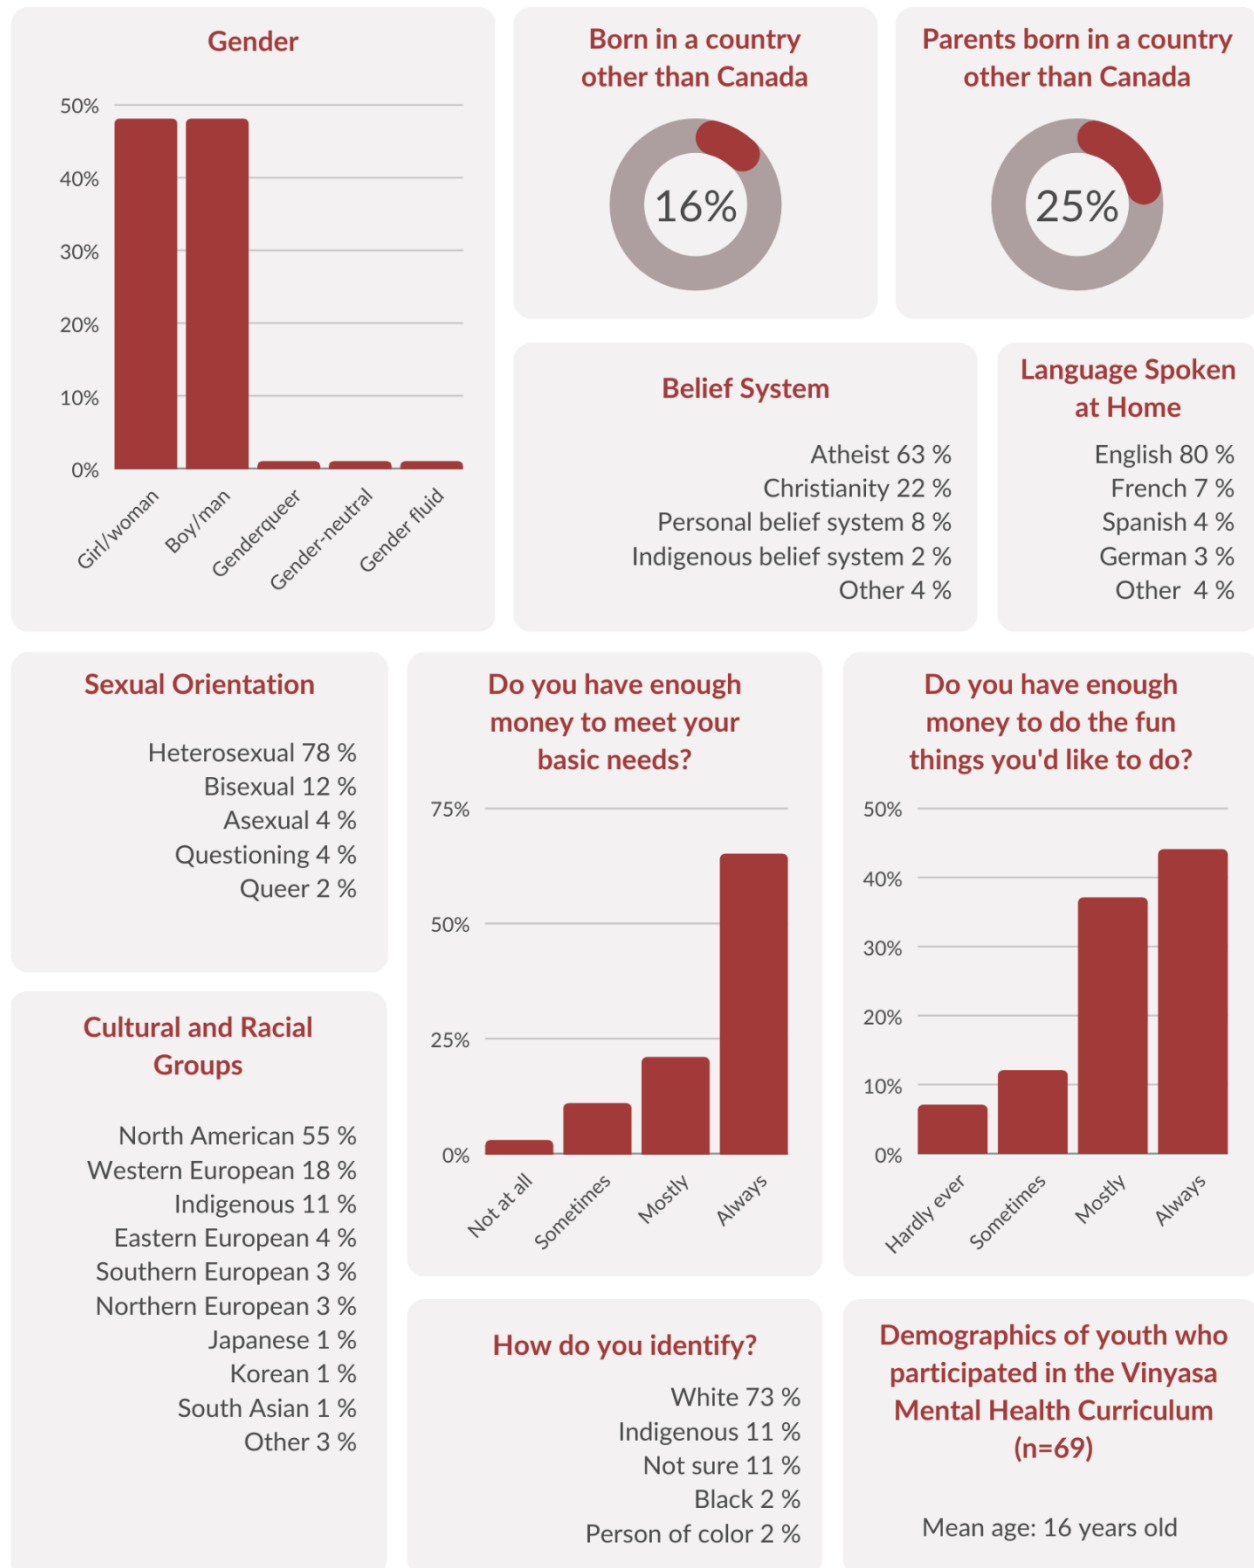 Gender
50%
40%
30%
20%
10%
0%
Girl/woman
Boy/man
Genderqueer
Gender-neutral
Gender fluid
Born in a country
other than Canada
16%
Parents born in a country
other than Canada
25%
Belief System
Atheist 63 %
Christianity 22 %
Personal belief system 8 %
Indigenous belief system 2 %
Other 4 %
Language Spoken
at Home
English 80 %
French 7 %
Spanish 4 %
German 3 %
Other 4 %
Sexual Orientation
Heterosexual 78 %
Bisexual 12 %
Asexual 4 %
Questioning 4 %
Queer 2 %
Do you have enough
money to meet your
basic needs?
75%
50%
25%
0%
Not at all
Sometimes
Mostly
Always
Do you have enough
money to do the fun
things you'd like to do?
50%
40%
30%
20%
10%
0%
Hardly ever
Sometimes
Mostly
Always
Cultural and Racial
Groups
North American 55 %
Western European 18 %
Indigenous 11 %
Eastern European 4 %
Southern European 3 %
Northern European 3 %
Japanese 1 %
Korean 1 %
South Asian 1 %
Other 3 %
How do you identify?
White 73 %
Indigenous 11 %
Not sure 11 %
Black 2 %
Person of color 2 %
Demographics of youth who
participated in the Vinyasa
Mental Health Curriculum
(n=69)
Mean age: 16 years old